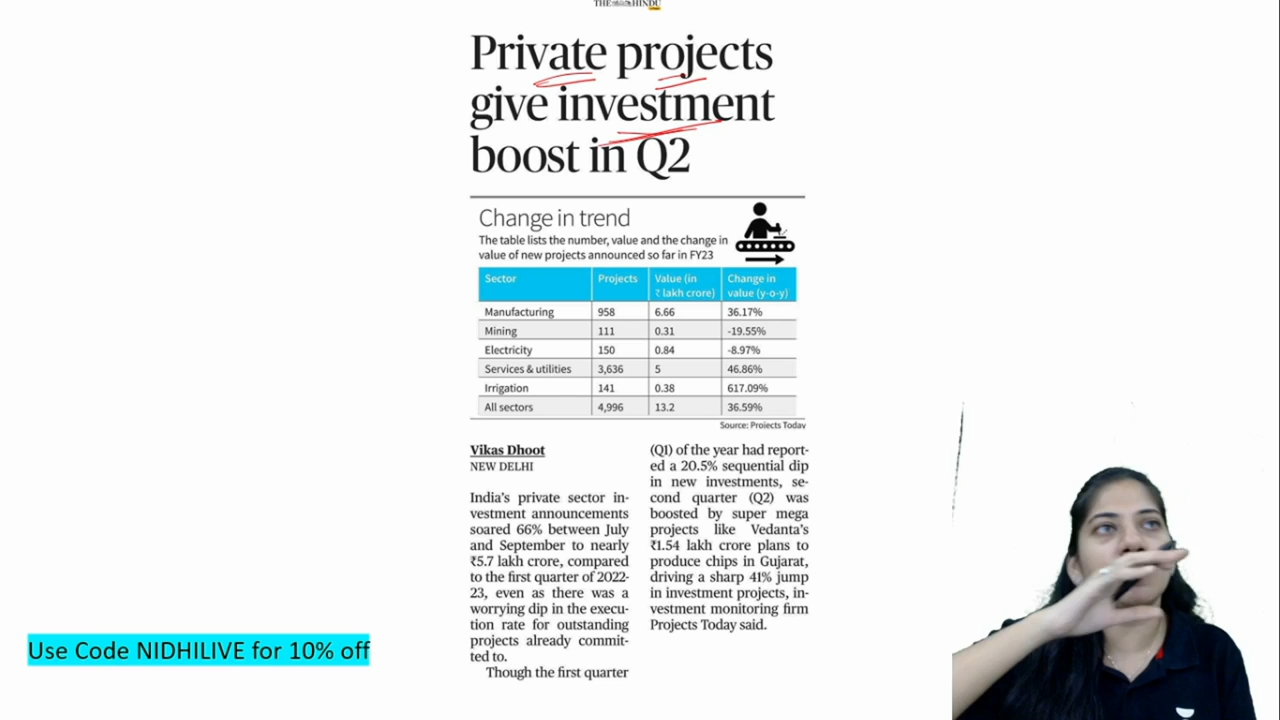 THE HINDU
Private projects
give investment
boost in Q2
Change in trend
The table lists the number, value and the change in
value of new projects announced so far in FY23
Sector Projects Value (in ₹ lakh crore) Change in value (y-o-y)
Manufacturing 958 6.66 36.17%
Mining 111 0.31 -19.55%
Electricity 150 0.84 -8.97%
Services & utilities 3,636 5 46.86%
Irrigation 141 0.38 617.09%
All sectors 4,996 13.2 36.59%
Source: Projects Today
Vikas Dhoot
NEW DELHI
India's private sector in-
vestment announcements
soared 66% between July
and September to nearly
₹5.7 lakh crore, compared
to the first quarter of 2022-
23, even as there was a
worrying dip in the execu-
tion rate for outstanding
projects already commit-
ted to.
Though the first quarter
(Q1) of the year had report-
ed a 20.5% sequential dip
in new investments, se-
cond quarter (Q2) was
boosted by super mega
projects like Vedanta's
₹1.54 lakh crore plans to
produce chips in Gujarat,
driving a sharp 41% jump
in investment projects, in-
vestment monitoring firm
Projects Today said.
Use Code NIDHILIVE for 10% off